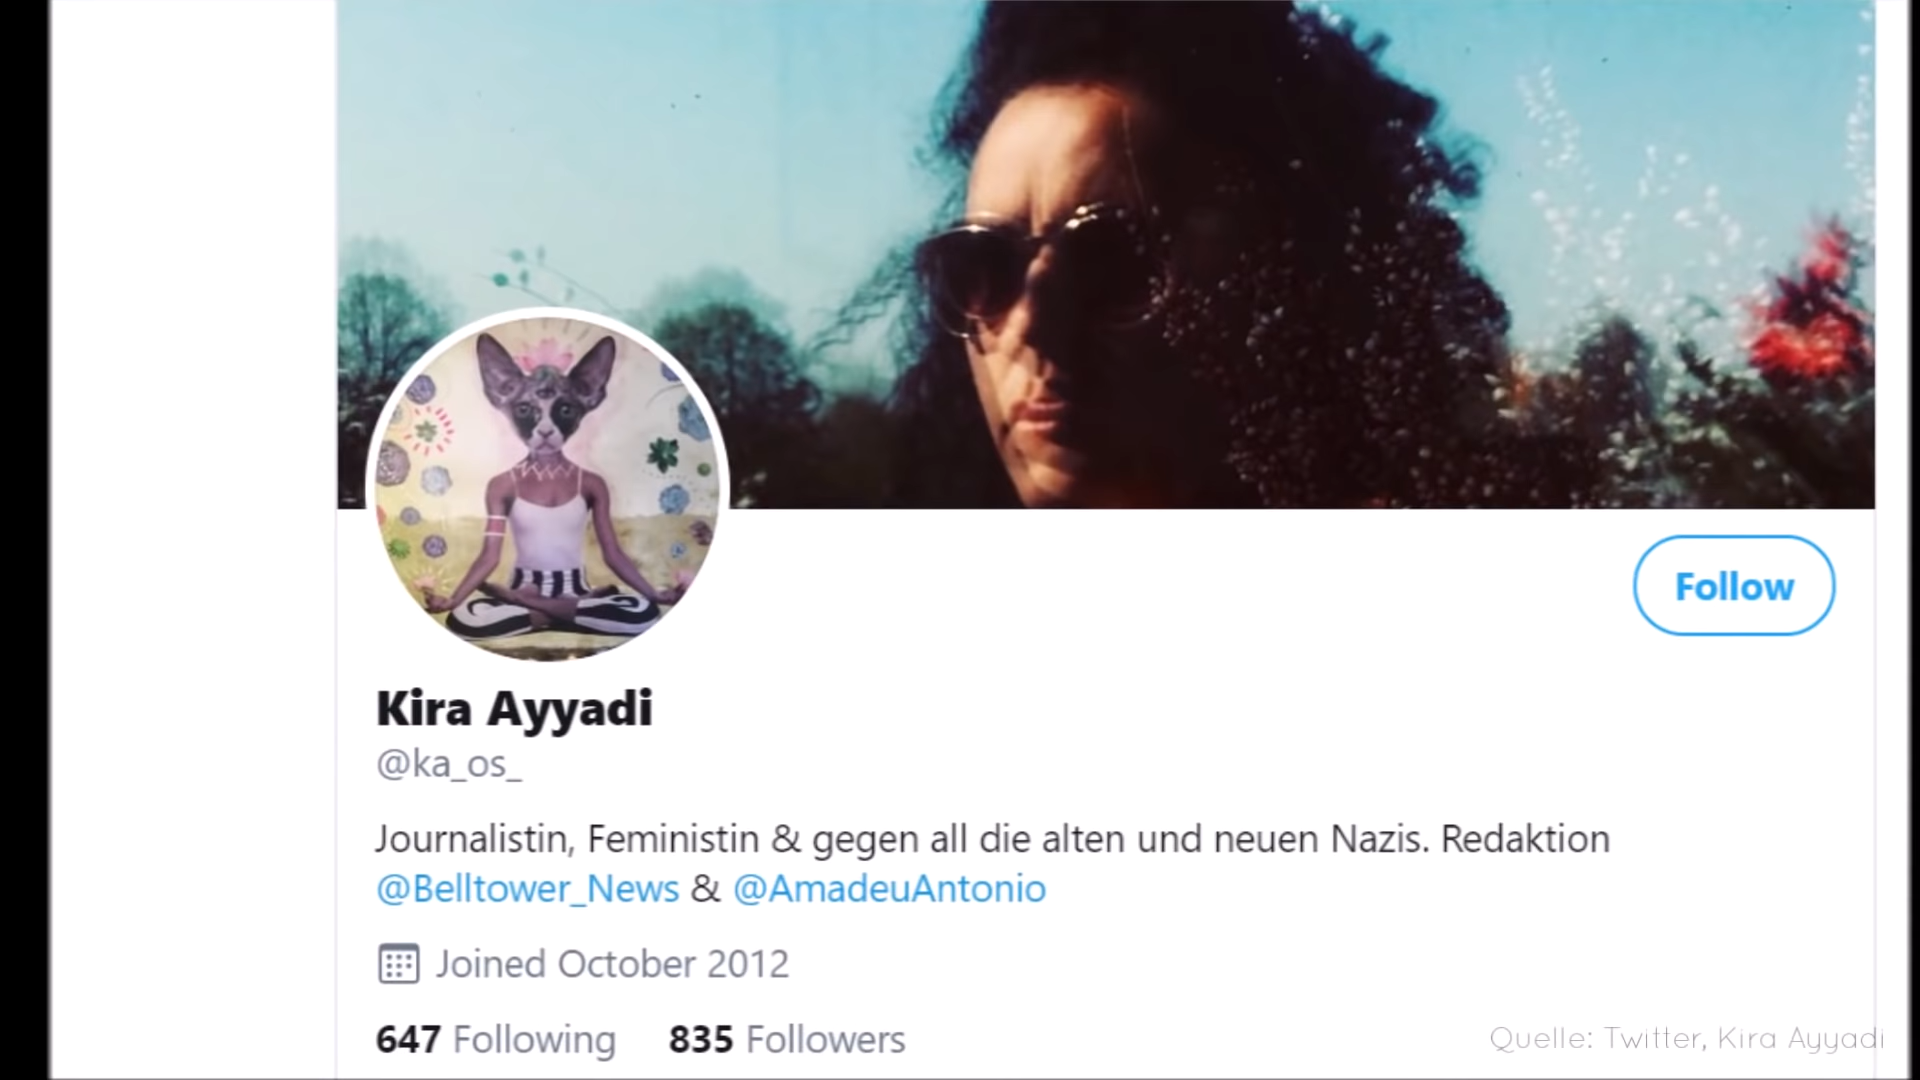 Follow
Kira Ayyadi
@ka_os_
Journalistin, Feministin & gegen all die alten und neuen Nazis. Redaktion
@Belltower_News & @AmadeuAntonio
Joined October 2012
647 Following 835 Followers
Quelle: Twitter, Kira Ayyadi